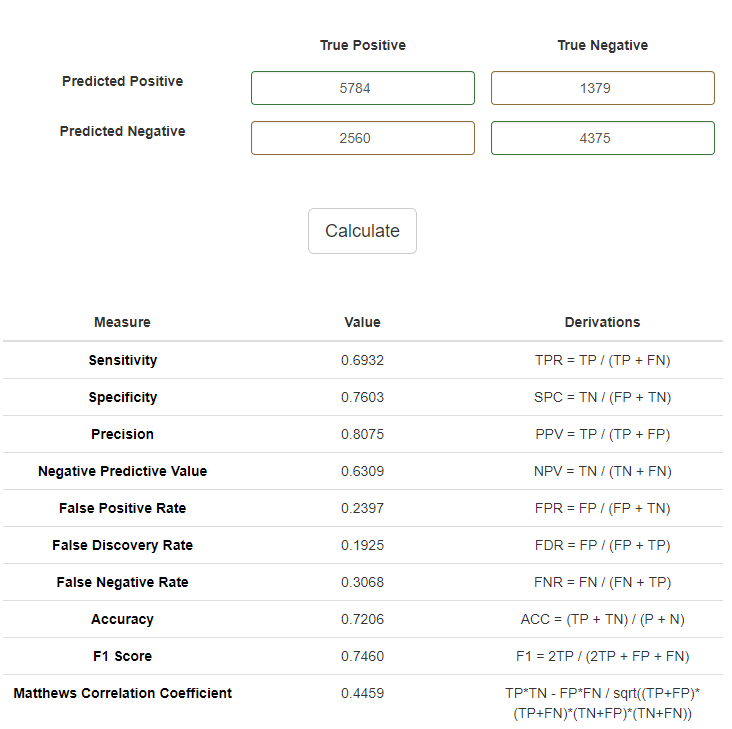 True Positive True Negative
Predicted Positive 5784 1379
Predicted Negative 2560 4375
Calculate
Measure Value Derivations
Sensitivity 0.6932 TPR = TP / (TP + FN)
Specificity 0.7603 SPC = TN / (FP + TN)
Precision 0.8075 PPV = TP / (TP + FP)
Negative Predictive Value 0.6309 NPV = TN / (TN + FN)
False Positive Rate 0.2397 FPR = FP / (FP + TN)
False Discovery Rate 0.1925 FDR = FP / (FP + TP)
False Negative Rate 0.3068 FNR = FN / (FN + TP)
Accuracy 0.7206 ACC = (TP + TN) / (P + N)
F1 Score 0.7460 F1 = 2TP / (2TP + FP + FN)
Matthews Correlation Coefficient 0.4459 TP*TN - FP*FN / sqrt((TP+FP)*
(TP+FN)*(TN+FP)*(TN+FN))